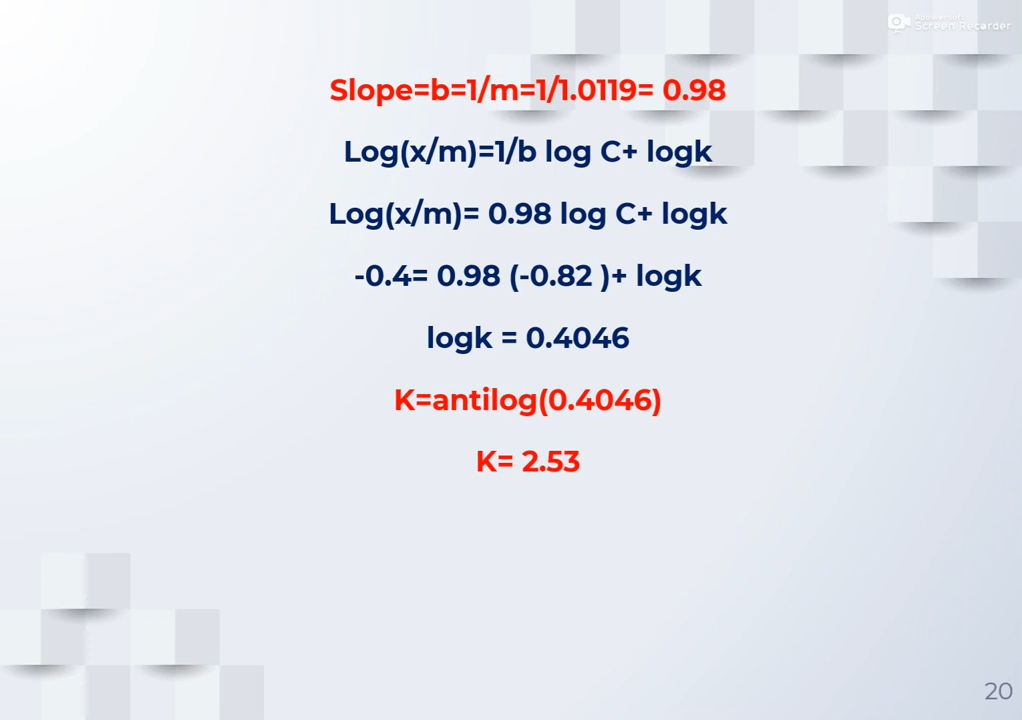 Apowersoft
Screen Recorder
Slope=b=1/m=1/1.0119= 0.98
Log(x/m)=1/b log C+ logk
Log(x/m)= 0.98 log C+ logk
-0.4= 0.98 (-0.82 )+ logk
logk = 0.4046
K=antilog(0.4046)
K= 2.53
20